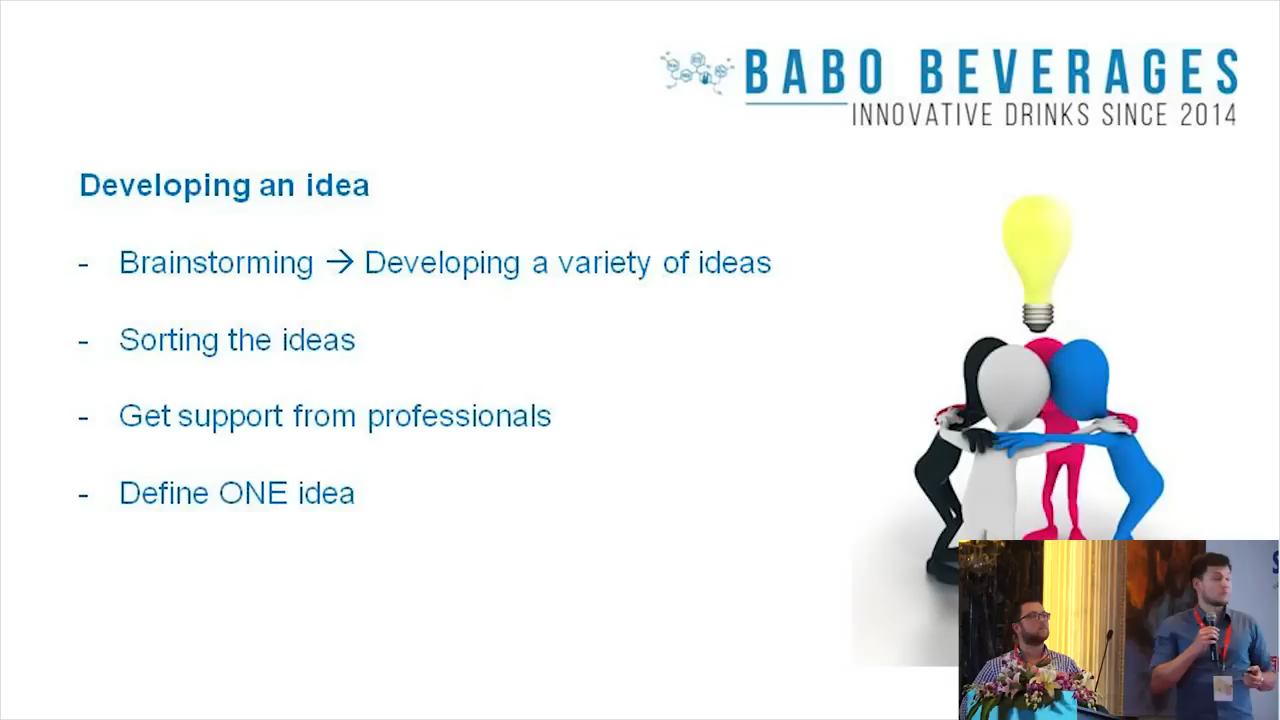 BABO BEVERAGES
INNOVATIVE DRINKS SINCE 2014
Developing an idea
- Brainstorming → Developing a variety of ideas
- Sorting the ideas
- Get support from professionals
- Define ONE idea